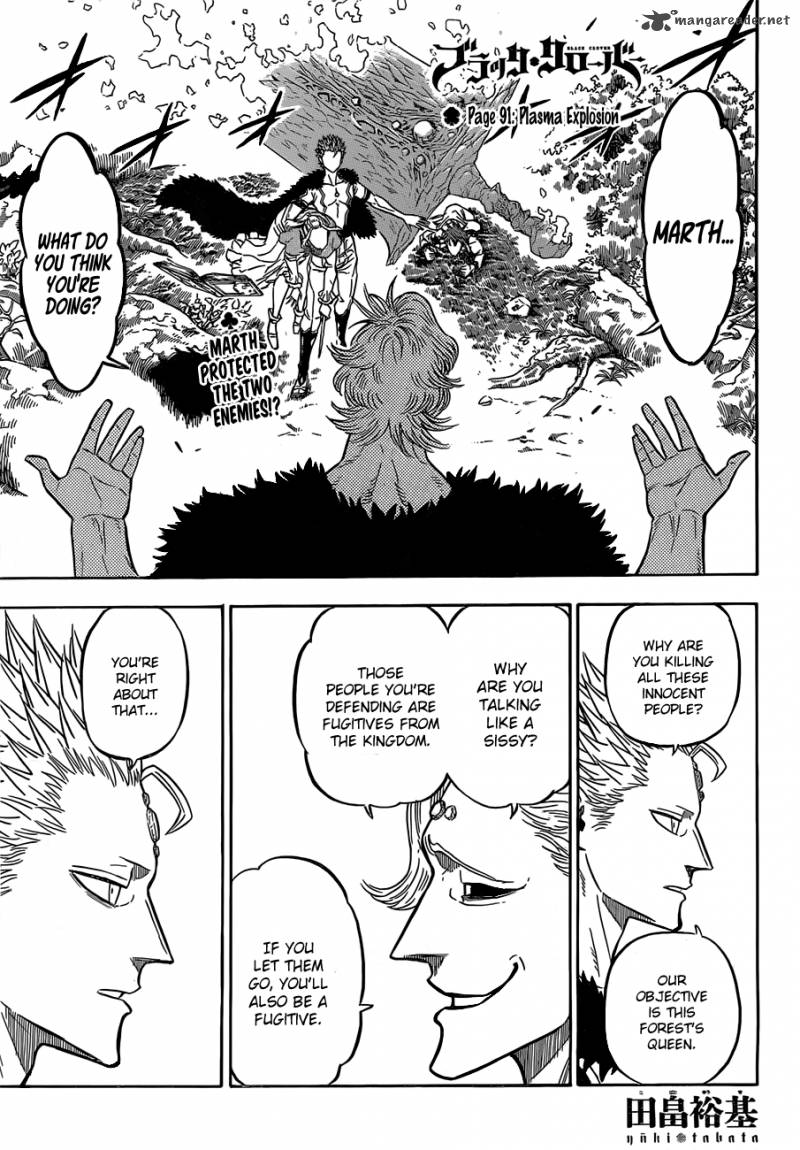 mangareader.net
ブラッククローバー
BLACK CLOVER
Page 91: Plasma Explosion
MARTH...
WHAT DO
YOU THINK
YOU'RE
DOING?
MARTH
PROTECTED
THE TWO
ENEMIES!?
WHY ARE
YOU KILLING
ALL THESE
INNOCENT
PEOPLE?
OUR
OBJECTIVE
IS THIS
FOREST'S
QUEEN.
WHY
ARE YOU
TALKING
LIKE A
SISSY?
THOSE
PEOPLE YOU'RE
DEFENDING ARE
FUGITIVES FROM
THE KINGDOM.
IF YOU
LET THEM
GO, YOU'LL
ALSO BE A
FUGITIVE.
YOU'RE
RIGHT
ABOUT
THAT...
田畠裕基
yūki tabata